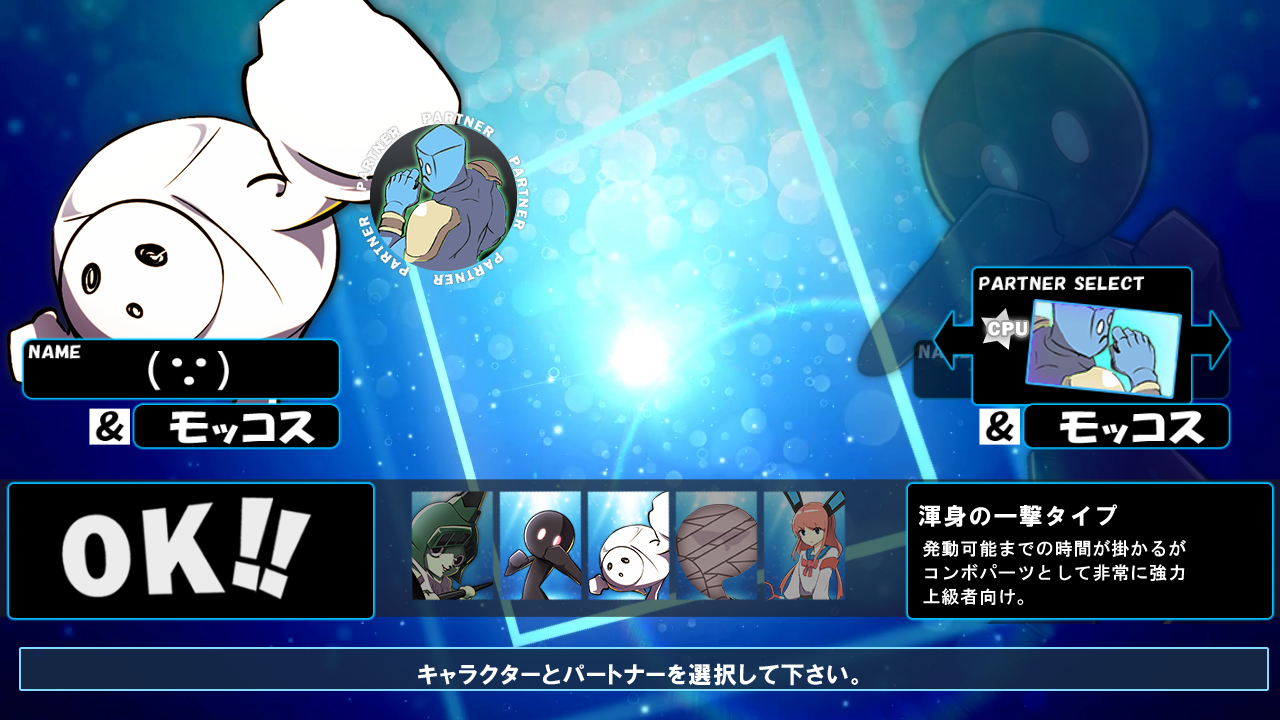 PARTNER PARTNER PARTNER PARTNER PARTNER PARTNER
PARTNER SELECT
CPU
NAME
(・・)
NA
& モッコス
& モッコス
OK!!
渾身の一撃タイプ
発動可能までの時間が掛かるが
コンボパーツとして非常に強力
上級者向け。
キャラクターとパートナーを選択して下さい。